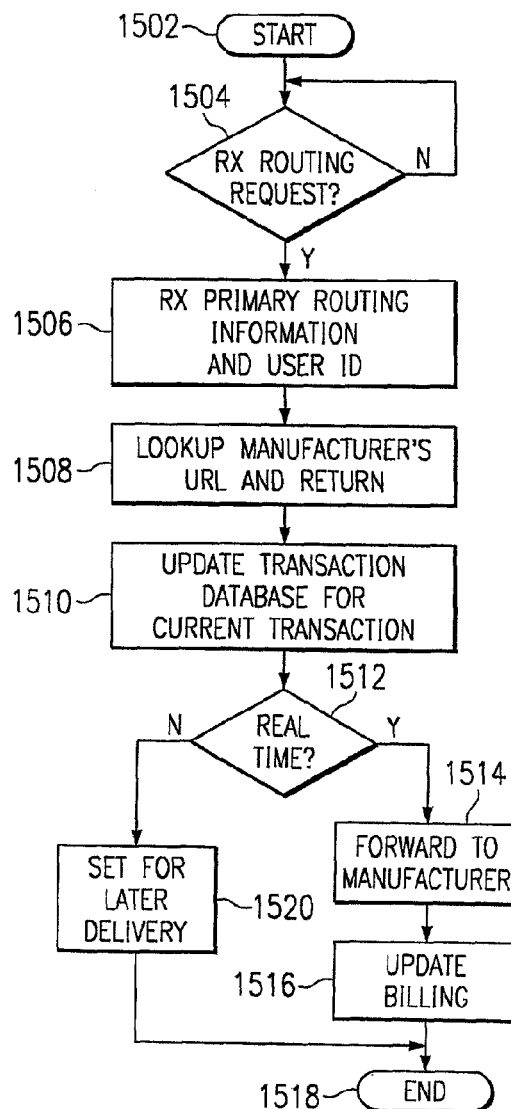 1502
START
1504
RX ROUTING
REQUEST?
N
Y
1506
RX PRIMARY ROUTING
INFORMATION
AND USER ID
1508
LOOKUP MANUFACTURER'S
URL AND RETURN
1510
UPDATE TRANSACTION
DATABASE FOR
CURRENT TRANSACTION
1512
N
REAL
TIME?
Y
1514
FORWARD TO
MANUFACTURER
SET FOR
LATER
DELIVERY
1520
1516
UPDATE
BILLING
1518
END